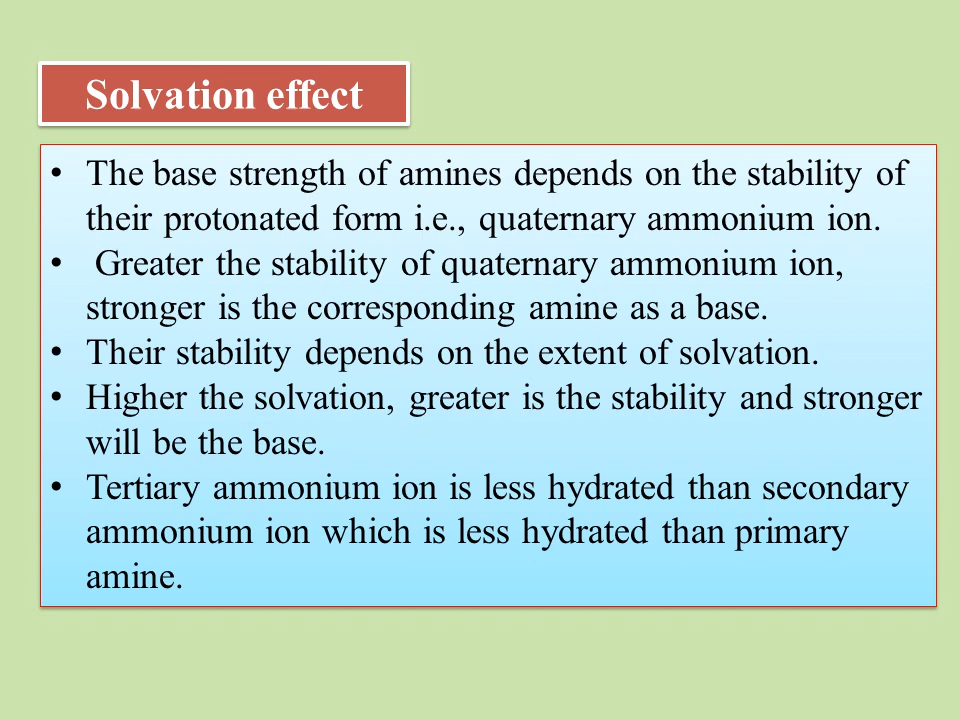 Solvation effect
• The base strength of amines depends on the stability of
their protonated form i.e., quaternary ammonium ion.
• Greater the stability of quaternary ammonium ion,
stronger is the corresponding amine as a base.
• Their stability depends on the extent of solvation.
• Higher the solvation, greater is the stability and stronger
will be the base.
• Tertiary ammonium ion is less hydrated than secondary
ammonium ion which is less hydrated than primary
amine.